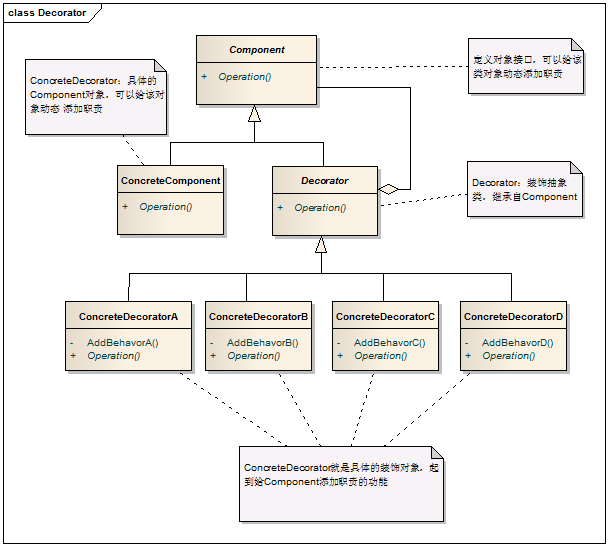 class Decorator
Component
+ Operation()
定义对象接口，可以给该
类对象动态添加职责
ConcreteDecorator：具体的
Component对象，可以给该对
象动态 添加职责
ConcreteComponent
+ Operation()
Decorator
+ Operation()
Decorator：装饰抽象
类，继承自Component
ConcreteDecoratorA
- AddBehavorA()
+ Operation()
ConcreteDecoratorB
- AddBehavorB()
+ Operation()
ConcreteDecoratorC
- AddBehavorC()
+ Operation()
ConcreteDecoratorD
- AddBehavorD()
+ Operation()
ConcreteDecorator就是具体的装饰对象，起
到给Component添加职责的功能